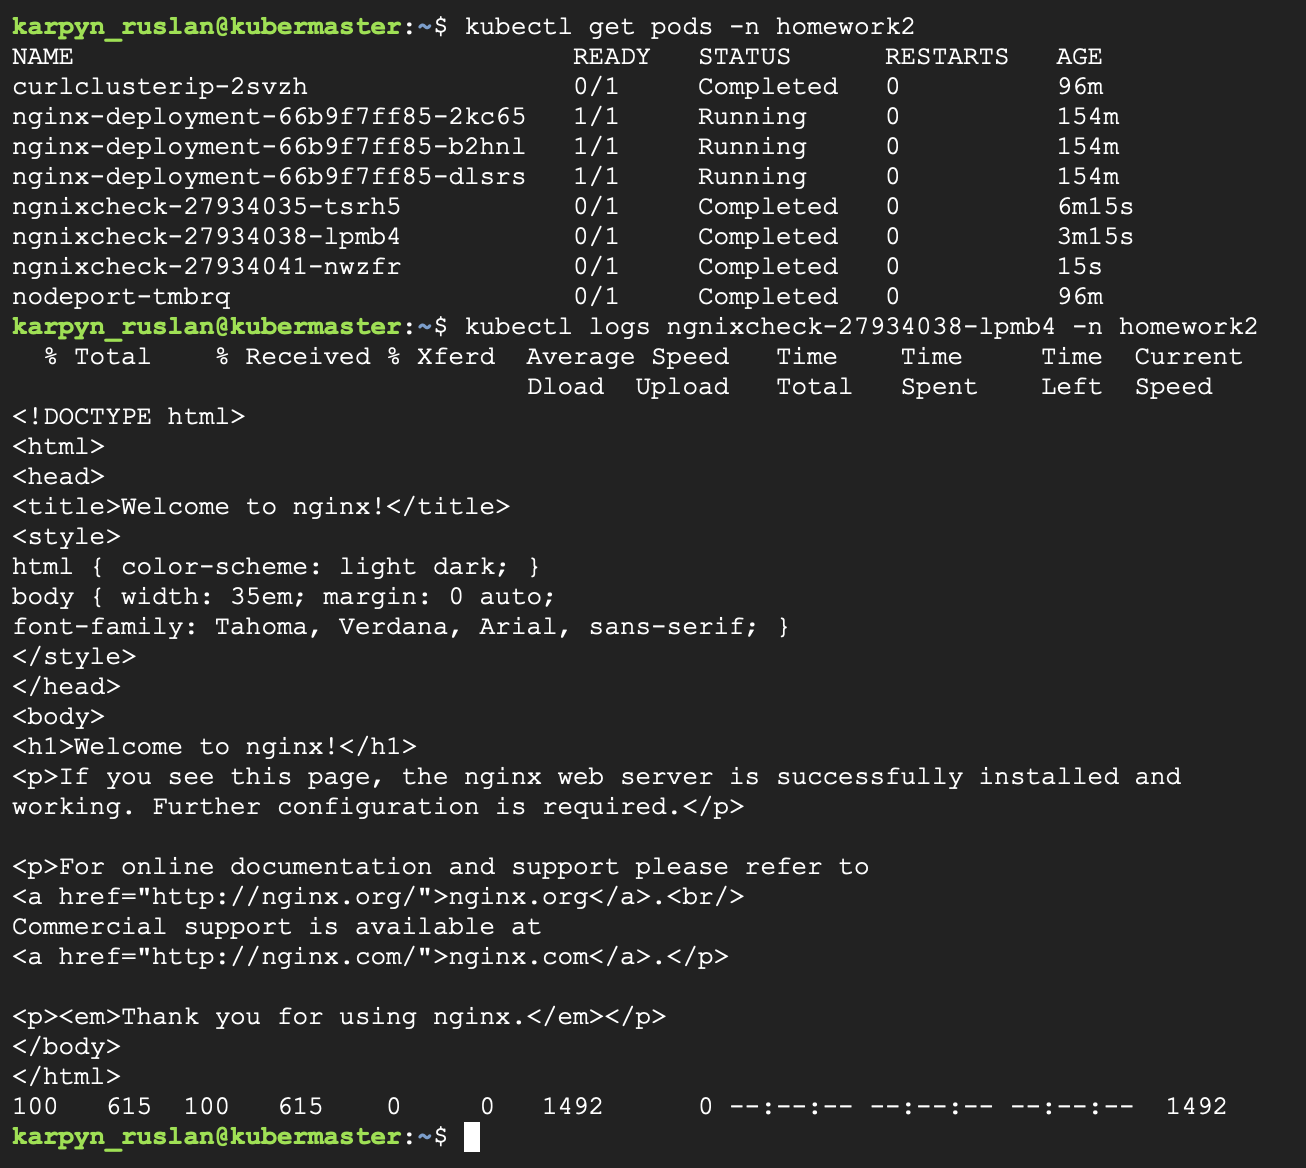 karpyn_ruslan@kubermaster:~$ kubectl get pods -n homework2
NAME                                READY   STATUS      RESTARTS   AGE
curlclusterip-2svzh                 0/1     Completed   0          96m
nginx-deployment-66b9f7ff85-2kc65   1/1     Running     0          154m
nginx-deployment-66b9f7ff85-b2hnl   1/1     Running     0          154m
nginx-deployment-66b9f7ff85-dlsrs   1/1     Running     0          154m
ngnixcheck-27934035-tsrh5           0/1     Completed   0          6m15s
ngnixcheck-27934038-lpmb4           0/1     Completed   0          3m15s
ngnixcheck-27934041-nwzfr           0/1     Completed   0          15s
nodeport-tmbrq                      0/1     Completed   0          96m
karpyn_ruslan@kubermaster:~$ kubectl logs ngnixcheck-27934038-lpmb4 -n homework2
  % Total    % Received % Xferd  Average Speed   Time    Time     Time  Current
                                 Dload  Upload   Total   Spent    Left  Speed
<!DOCTYPE html>
<html>
<head>
<title>Welcome to nginx!</title>
<style>
html { color-scheme: light dark; }
body { width: 35em; margin: 0 auto;
font-family: Tahoma, Verdana, Arial, sans-serif; }
</style>
</head>
<body>
<h1>Welcome to nginx!</h1>
<p>If you see this page, the nginx web server is successfully installed and
working. Further configuration is required.</p>

<p>For online documentation and support please refer to
<a href="http://nginx.org/">nginx.org</a>.<br/>
Commercial support is available at
<a href="http://nginx.com/">nginx.com</a>.</p>

<p><em>Thank you for using nginx.</em></p>
</body>
</html>
100   615  100   615    0     0   1492      0 --:--:-- --:--:-- --:--:--  1492
karpyn_ruslan@kubermaster:~$